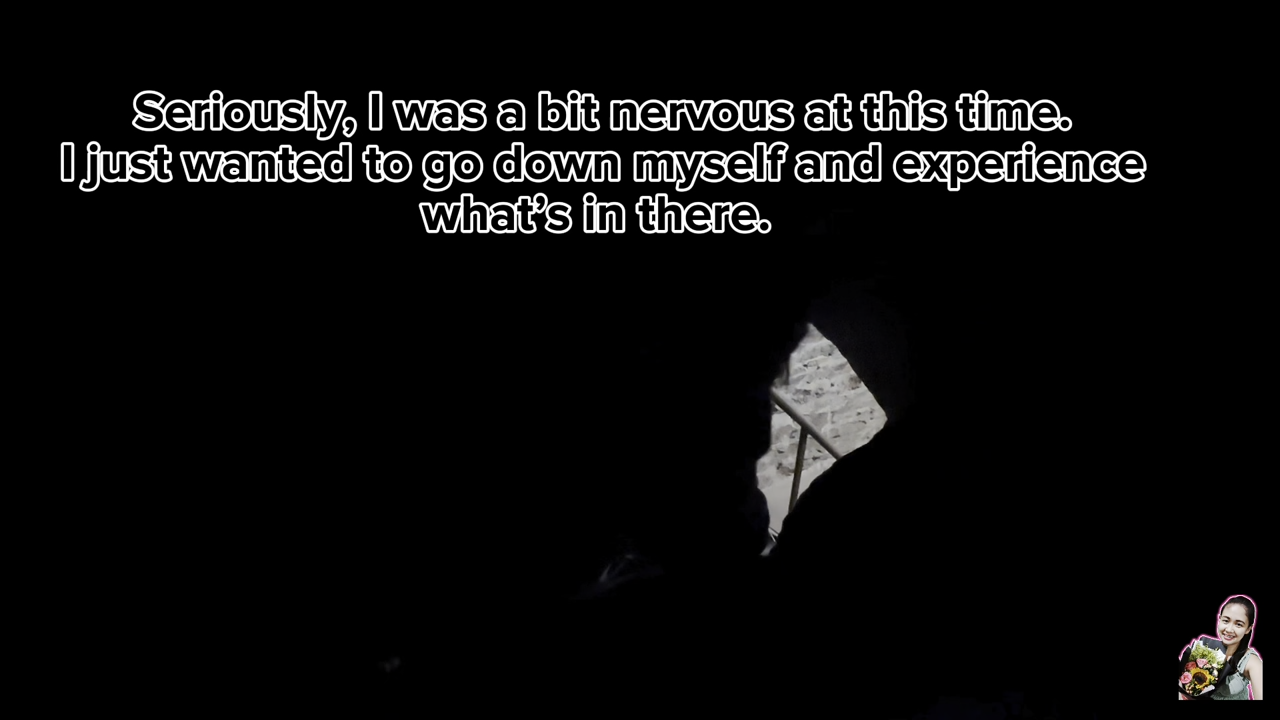 Seriously, I was a bit nervous at this time.
I just wanted to go down myself and experience
what's in there.